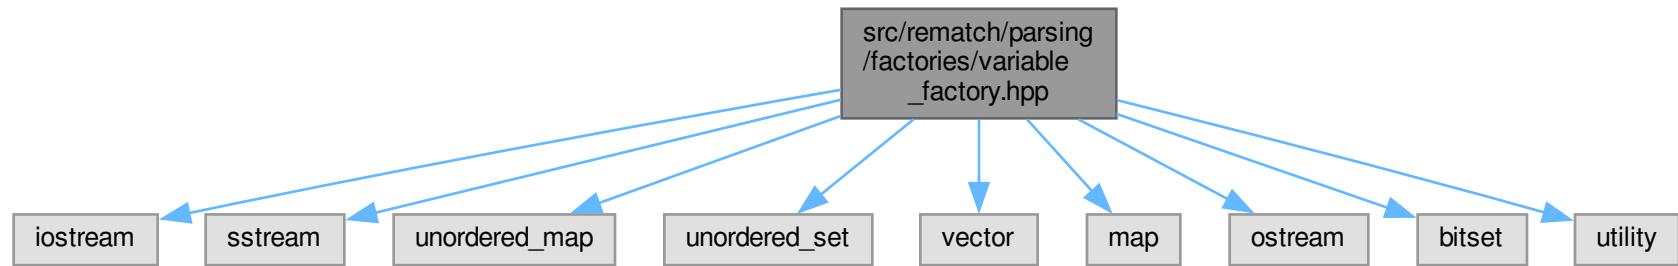 src/rematch/parsing
/factories/variable
_factory.hpp
iostream
sstream
unordered_map
unordered_set
vector
map
ostream
bitset
utility